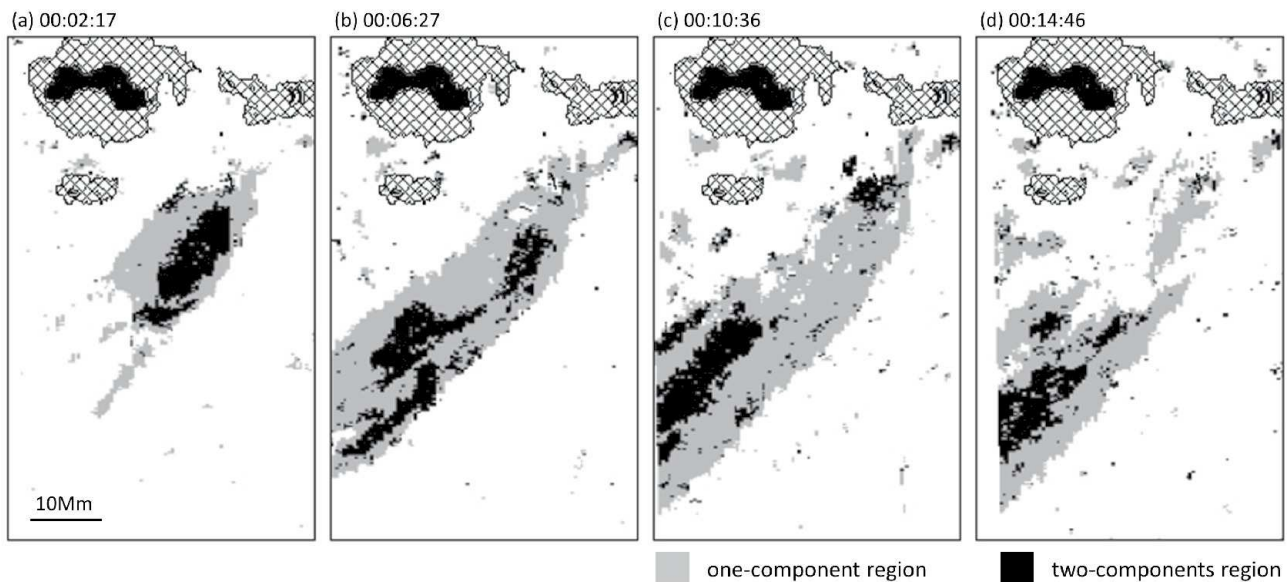 (a) 00:02:17
(b) 00:06:27
(c) 00:10:36
(d) 00:14:46
10Mm
one-component region
two-components region